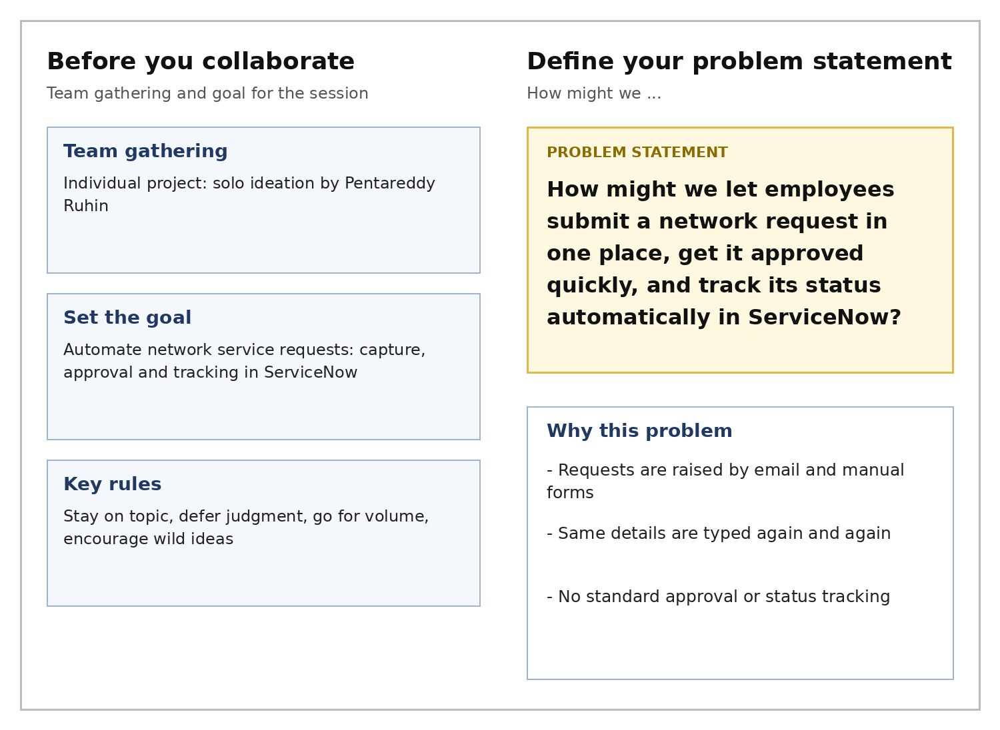 Before you collaborate
Team gathering and goal for the session
Team gathering
Individual project: solo ideation by Pentareddy
Ruhin
Set the goal
Automate network service requests: capture,
approval and tracking in ServiceNow
Key rules
Stay on topic, defer judgment, go for volume,
encourage wild ideas
Define your problem statement
How might we ...
PROBLEM STATEMENT
How might we let employees
submit a network request in
one place, get it approved
quickly, and track its status
automatically in ServiceNow?
Why this problem
- Requests are raised by email and manual
forms
- Same details are typed again and again
- No standard approval or status tracking